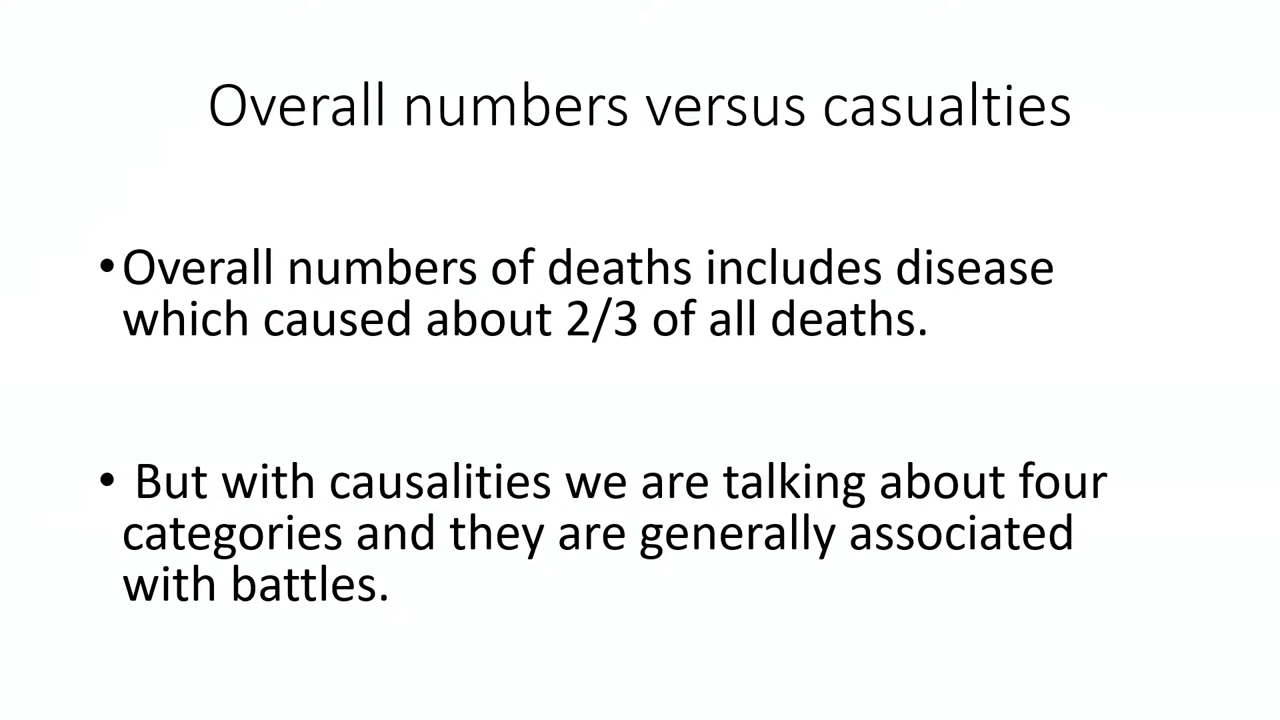 Overall numbers versus casualties
•Overall numbers of deaths includes disease
which caused about 2/3 of all deaths.
• But with causalities we are talking about four
categories and they are generally associated
with battles.